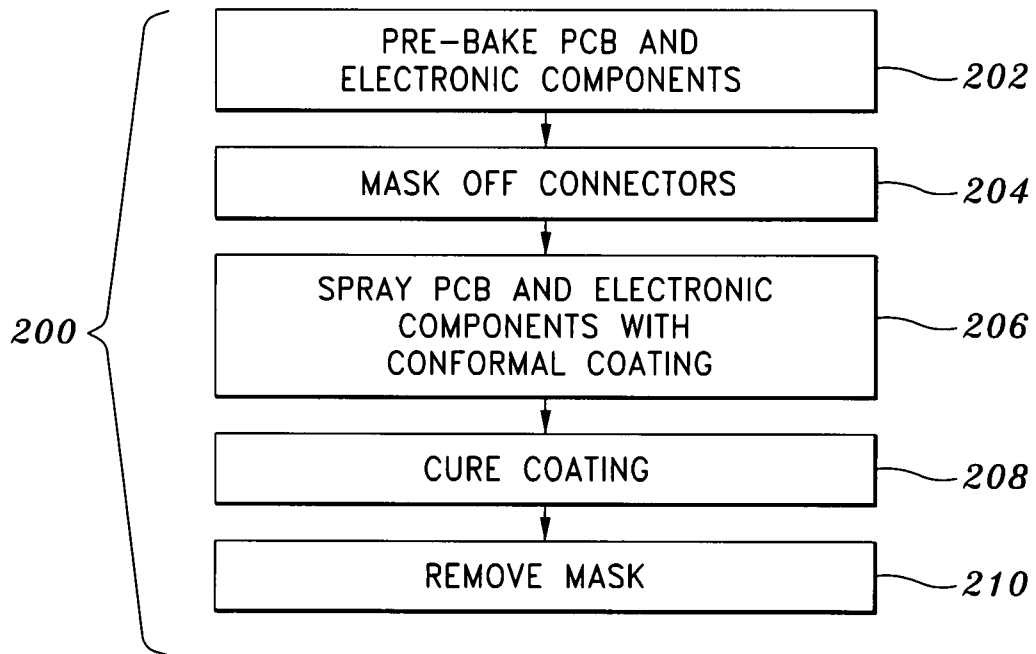 PRE-BAKE PCB AND
ELECTRONIC COMPONENTS
202
MASK OFF CONNECTORS
204
SPRAY PCB AND ELECTRONIC
COMPONENTS WITH
CONFORMAL COATING
206
200
CURE COATING
208
REMOVE MASK
210